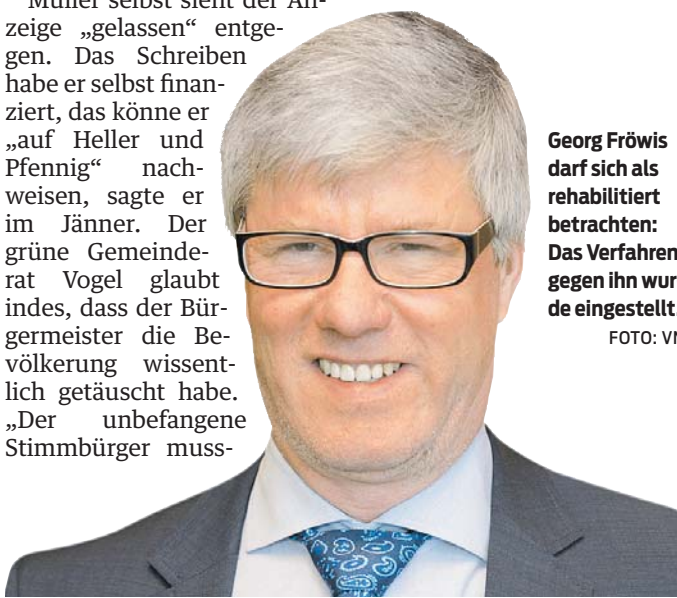 Müller selbst sieht der An-
zeige „gelassen“ entge-
gen. Das Schreiben
habe er selbst finan-
ziert, das könne er
„auf Heller und
Pfennig“ nach-
weisen, sagte er
im Jänner. Der
grüne Gemeinde-
rat Vogel glaubt
indes, dass der Bür-
germeister die Be-
völkerung wissent-
lich getäuscht habe.
„Der unbefangene
Stimmbürger muss-
Georg Fröwis
darf sich als
rehabilitiert
betrachten:
Das Verfahren
gegen ihn wur-
de eingestellt.
FOTO: VN